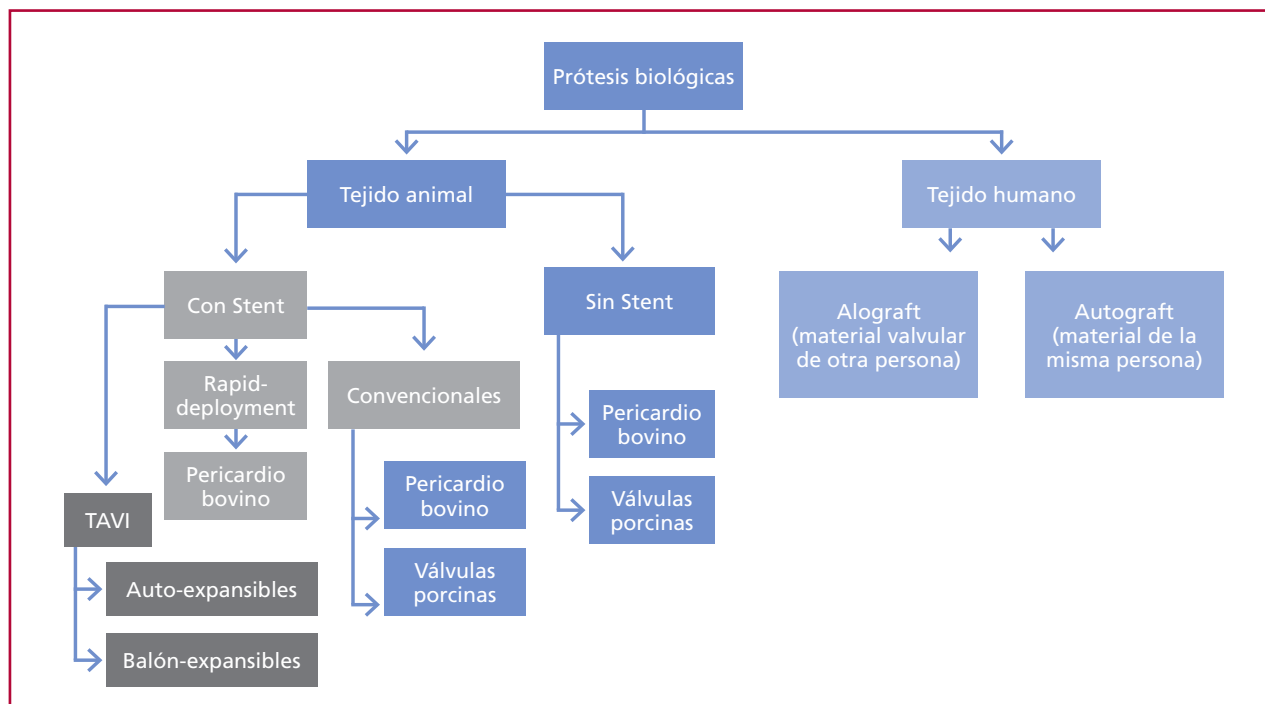 Prótesis biológicas
Tejido animal
Tejido humano
Con Stent
Sin Stent
Alograft
(material valvular
de otra persona)
Autograft
(material de la
misma persona)
Rapid-
deployment
Convencionales
Pericardio
bovino
Pericardio
bovino
Pericardio
bovino
TAVI
Válvulas
porcinas
Válvulas
porcinas
Auto-expansibles
Balón-expansibles